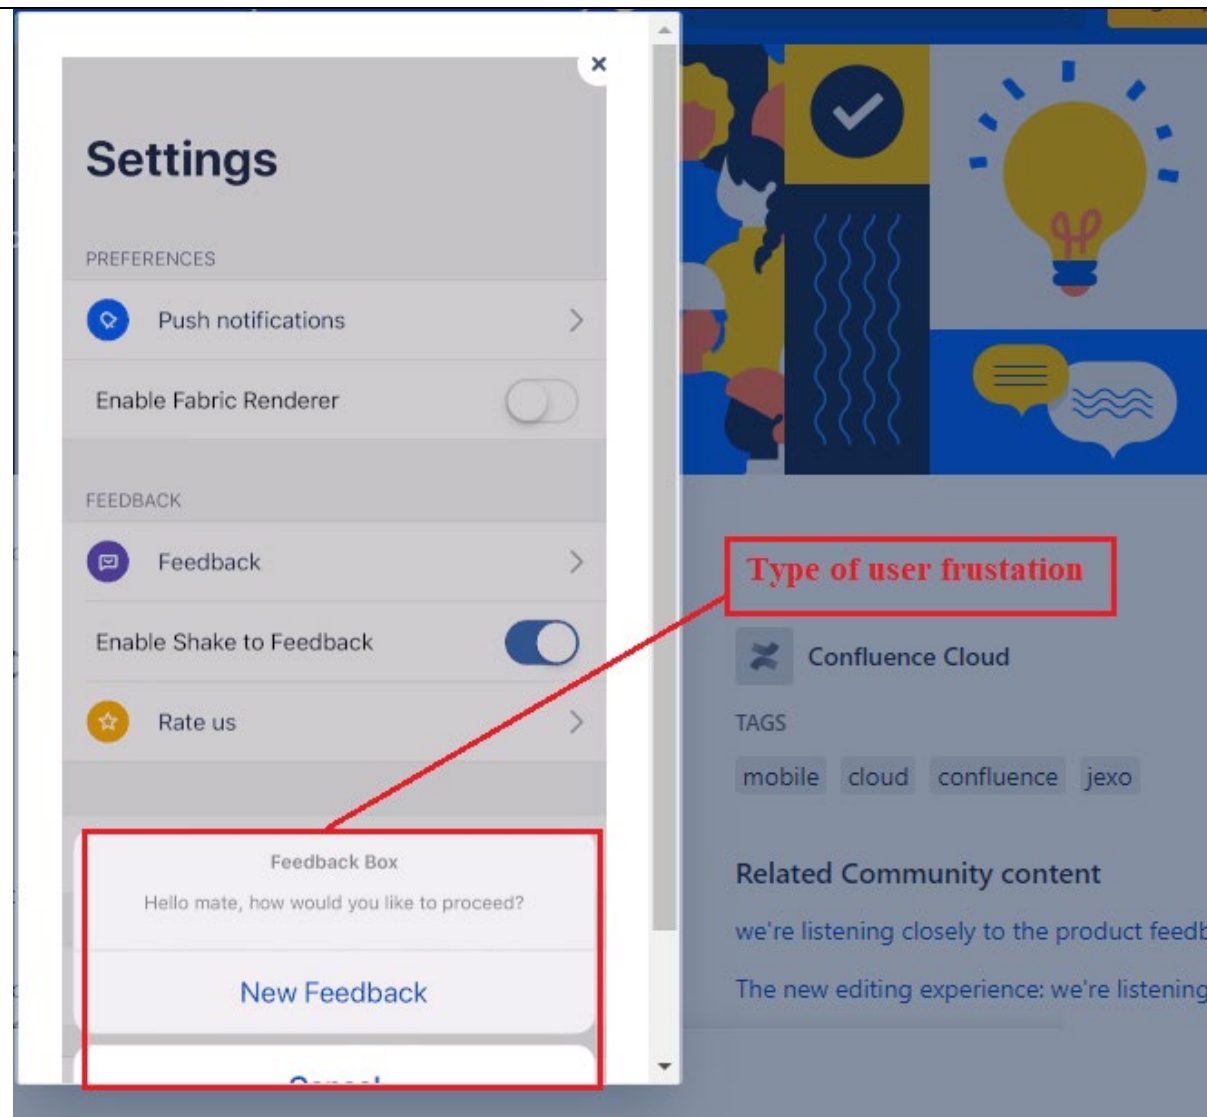 Settings
PREFERENCES
Push notifications
Enable Fabric Renderer
FEEDBACK
Feedback
Enable Shake to Feedback
Rate us
Feedback Box
Hello mate, how would you like to proceed?
New Feedback
Cancel
Type of user frustation
Confluence Cloud
TAGS
mobile cloud confluence jexo
Related Community content
we're listening closely to the product feedb
The new editing experience: we're listening